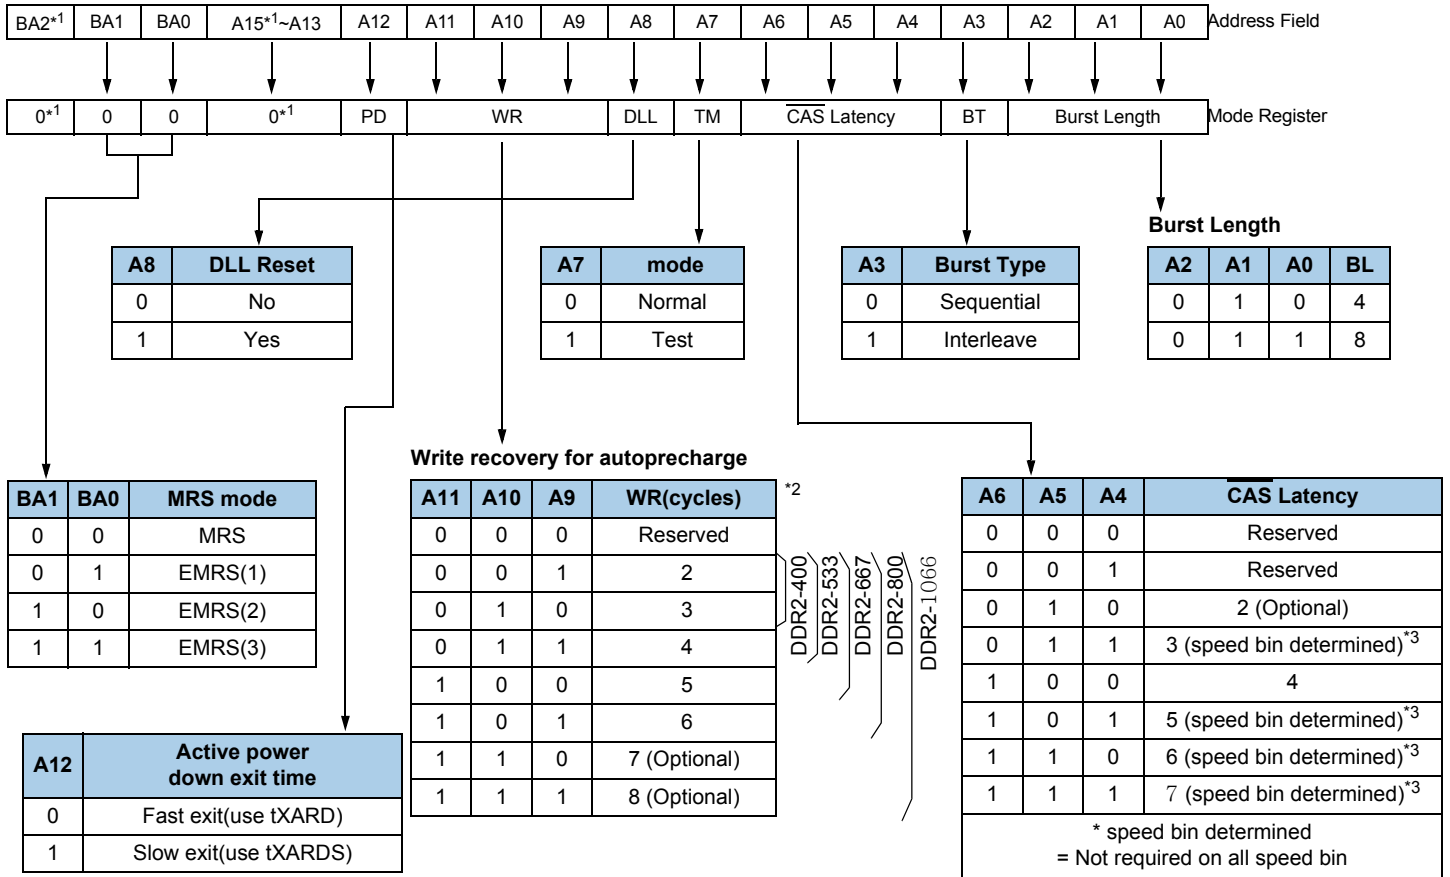 BA2*1 BA1 BA0 A15*1~A13 A12 A11 A10 A9 A8 A7 A6 A5 A4 A3 A2 A1 A0 Address Field
0*1 0 0 0*1 PD WR DLL TM CAS Latency BT Burst Length Mode Register
A8 DLL Reset
0 No
1 Yes
A7 mode
0 Normal
1 Test
A3 Burst Type
0 Sequential
1 Interleave
Burst Length
A2 A1 A0 BL
0 1 0 4
0 1 1 8
BA1 BA0 MRS mode
0 0 MRS
0 1 EMRS(1)
1 0 EMRS(2)
1 1 EMRS(3)
A12 Active power
down exit time
0 Fast exit(use tXARD)
1 Slow exit(use tXARDS)
Write recovery for autoprecharge
A11 A10 A9 WR(cycles) *2
0 0 0 Reserved
0 0 1 2
0 1 0 3
0 1 1 4
1 0 0 5
1 0 1 6
1 1 0 7 (Optional)
1 1 1 8 (Optional)
DDR2-400
DDR2-533
DDR2-667
DDR2-800
DDR2-1066
A6 A5 A4 CAS Latency
0 0 0 Reserved
0 0 1 Reserved
0 1 0 2 (Optional)
0 1 1 3 (speed bin determined)*3
1 0 0 4
1 0 1 5 (speed bin determined)*3
1 1 0 6 (speed bin determined)*3
1 1 1 7 (speed bin determined)*3
* speed bin determined
= Not required on all speed bin